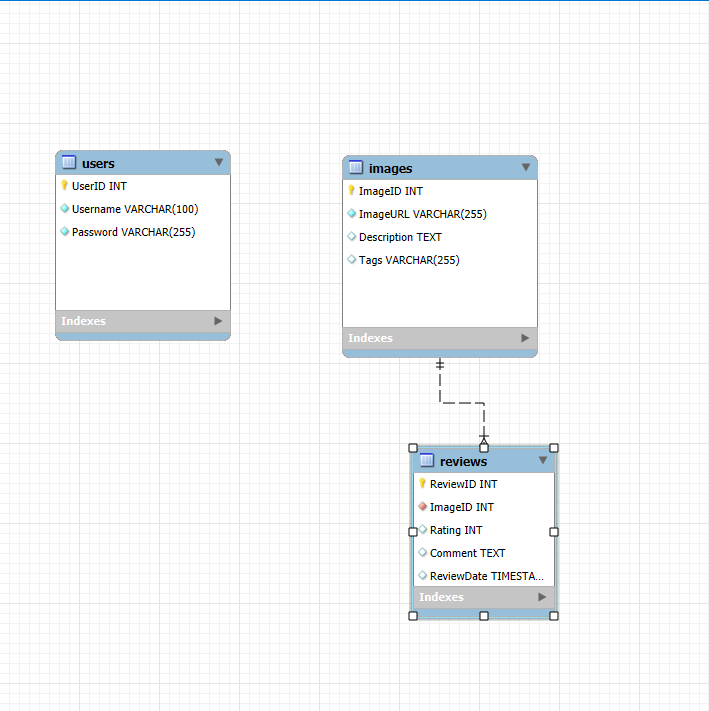 users
UserID INT
Username VARCHAR(100)
Password VARCHAR(255)
Indexes
images
ImageID INT
ImageURL VARCHAR(255)
Description TEXT
Tags VARCHAR(255)
Indexes
reviews
ReviewID INT
ImageID INT
Rating INT
Comment TEXT
ReviewDate TIMESTA...
Indexes